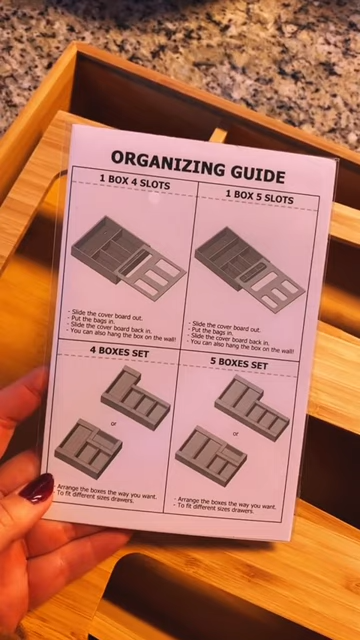 ORGANIZING GUIDE
1 BOX 4 SLOTS
1 BOX 5 SLOTS
- Slide the cover board out.
- Put the bags in.
- Slide the cover board back in.
- You can also hang the box on the wall!
- Slide the cover board out.
- Put the bags in.
- Slide the cover board back in.
- You can also hang the box on the wall!
4 BOXES SET
5 BOXES SET
or
or
- Arrange the boxes the way you want.
- To fit different sizes drawers.
- Arrange the boxes the way you want.
- To fit different sizes drawers.